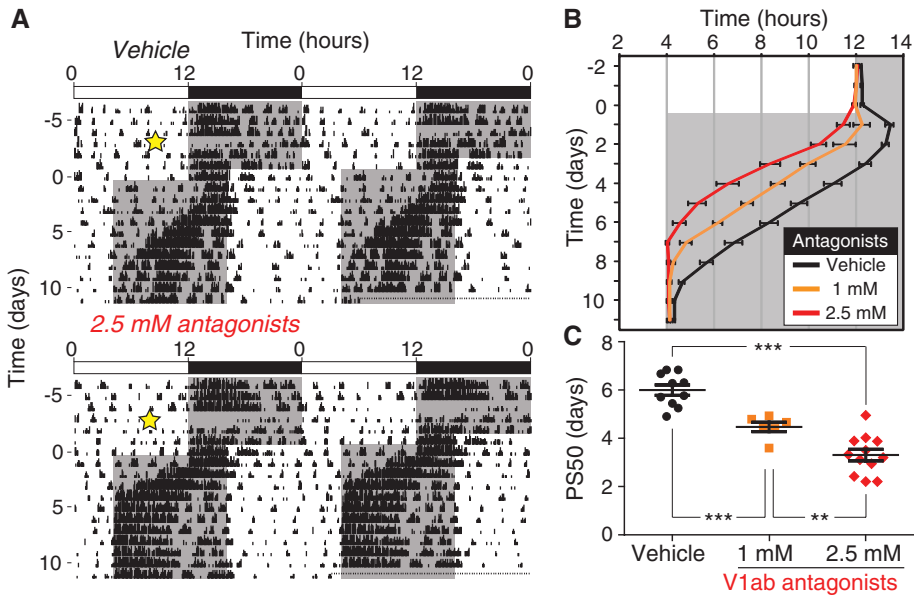 A
Vehicle
Time (hours)
0 12 0 12 0
-5
0
5
10
Time (days)
2.5 mM antagonists
0 12 0 12 0
-5
0
5
10
B
Time (hours)
2 4 6 8 10 12 14
-2
0
2
4
6
8
10
Time (days)
Antagonists
Vehicle
1 mM
2.5 mM
C
PS50 (days)
8
6
4
2
0
***
*** **
Vehicle 1 mM 2.5 mM
V1ab antagonists